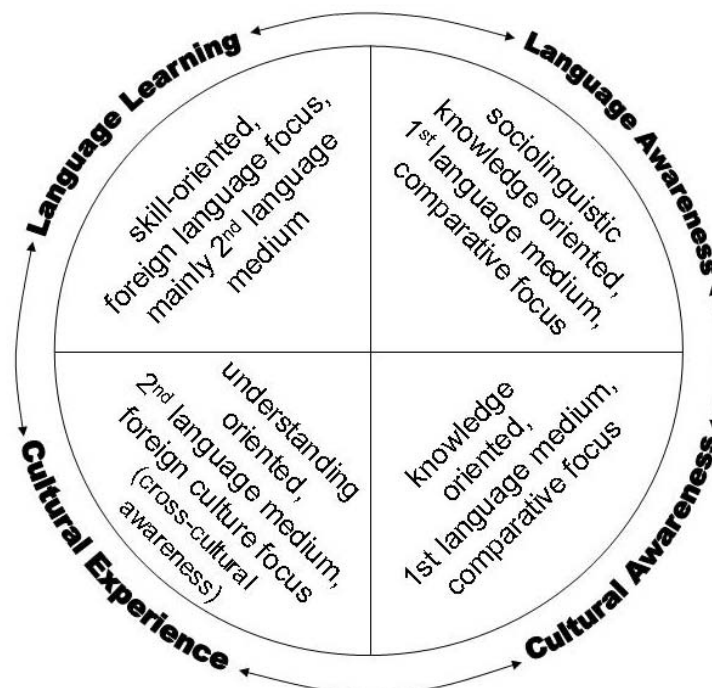 Language Learning
skill-oriented,
foreign language focus,
mainly 2nd language
medium
Language Awareness
sociolinguistic
knowledge oriented,
1st language medium,
comparative focus
Cultural Experience
understanding
oriented,
2nd language medium,
foreign culture focus
(cross-cultural
awareness)
Cultural Awareness
knowledge
oriented,
1st language medium,
comparative focus